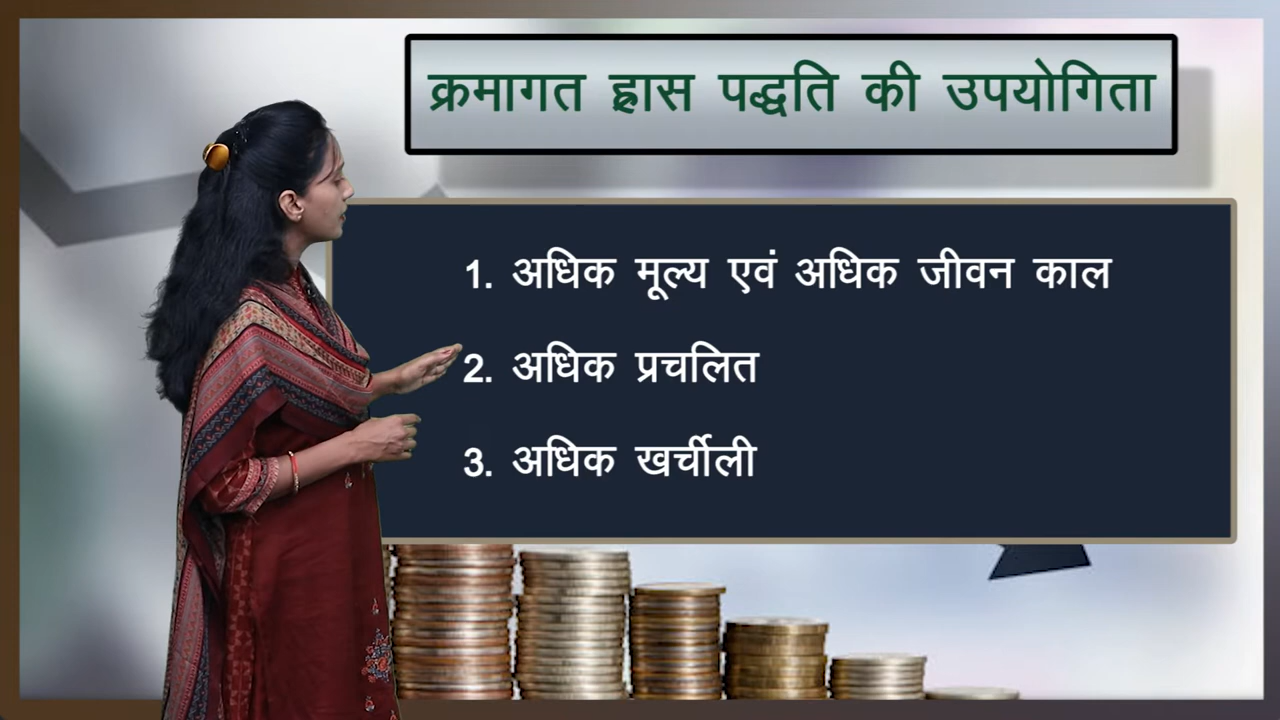 क्रमागत ह्रास पद्धति की उपयोगिता
1. अधिक मूल्य एवं अधिक जीवन काल
2. अधिक प्रचलित
3. अधिक खर्चीली